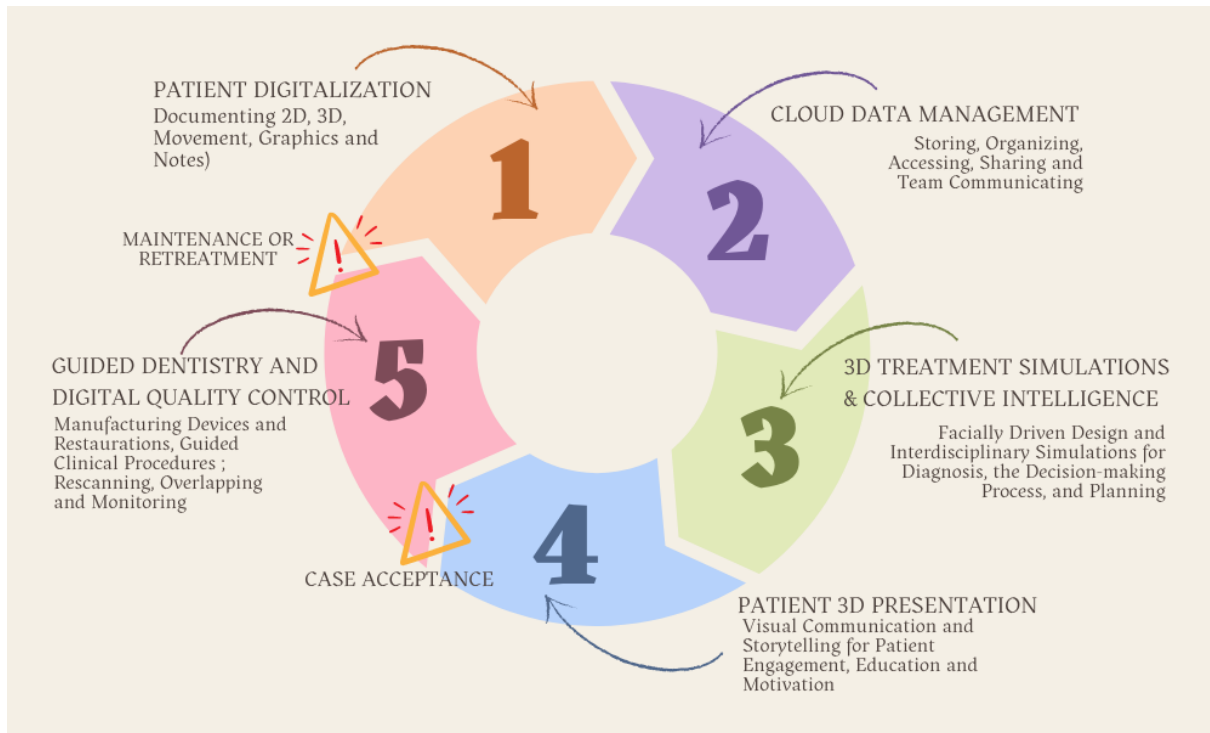 PATIENT DIGITALIZATION
Documenting 2D, 3D,
Movement, Graphics and
Notes)
1
CLOUD DATA MANAGEMENT
Storing, Organizing,
Accessing, Sharing and
Team Communicating
2
3D TREATMENT SIMULATIONS
& COLLECTIVE INTELLIGENCE
Facially Driven Design and
Interdisciplinary Simulations for
Diagnosis, the Decision-making
Process, and Planning
3
PATIENT 3D PRESENTATION
Visual Communication and
Storytelling for Patient
Engagement, Education and
Motivation
4
CASE ACCEPTANCE
!
GUIDED DENTISTRY AND
DIGITAL QUALITY CONTROL
Manufacturing Devices and
Restaurations, Guided
Clinical Procedures ;
Rescanning, Overlapping
and Monitoring
5
MAINTENANCE OR
RETREATMENT
!